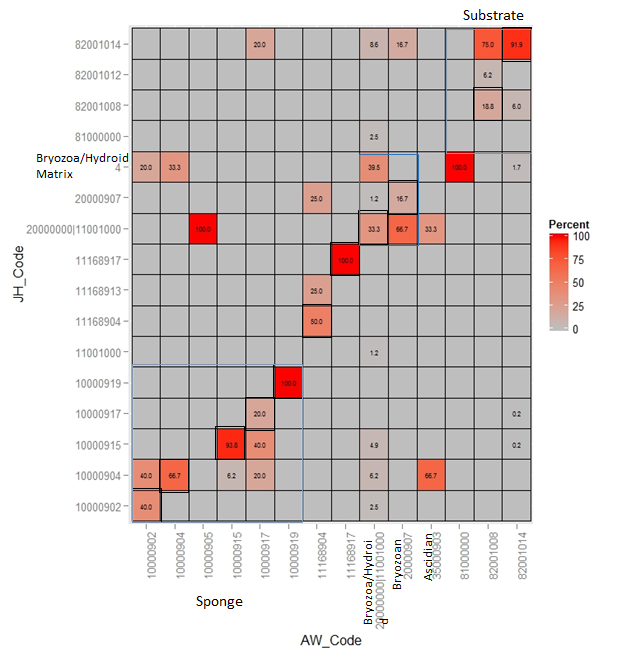 Substrate
82001014 20.0 8.6 16.7 75.0 91.9
82001012 6.2
82001008 18.8 6.0
81000000 2.5
Bryozoa/Hydroid
Matrix
4 20.0 33.3 39.5 100.0 1.7
20000907 25.0 1.2 16.7
20000000|11001000 100.0 33.3 66.7 33.3
11168917 100.0
11168913 25.0
11168904 50.0
11001000 1.2
10000919 100.0
10000917 20.0 0.2
10000915 93.8 40.0 4.9 0.2
10000904 40.0 66.7 6.2 20.0 6.2 66.7
10000902 40.0 2.5
JH_Code
Percent
100
75
50
25
0
10000902
10000904
10000905
10000915
10000917
10000919
11168904
11168917
Bryozoa/Hydroi
d
20000000|11001000
Bryozoan
20000907
Ascidian
35000903
81000000
82001008
82001014
Sponge
AW_Code